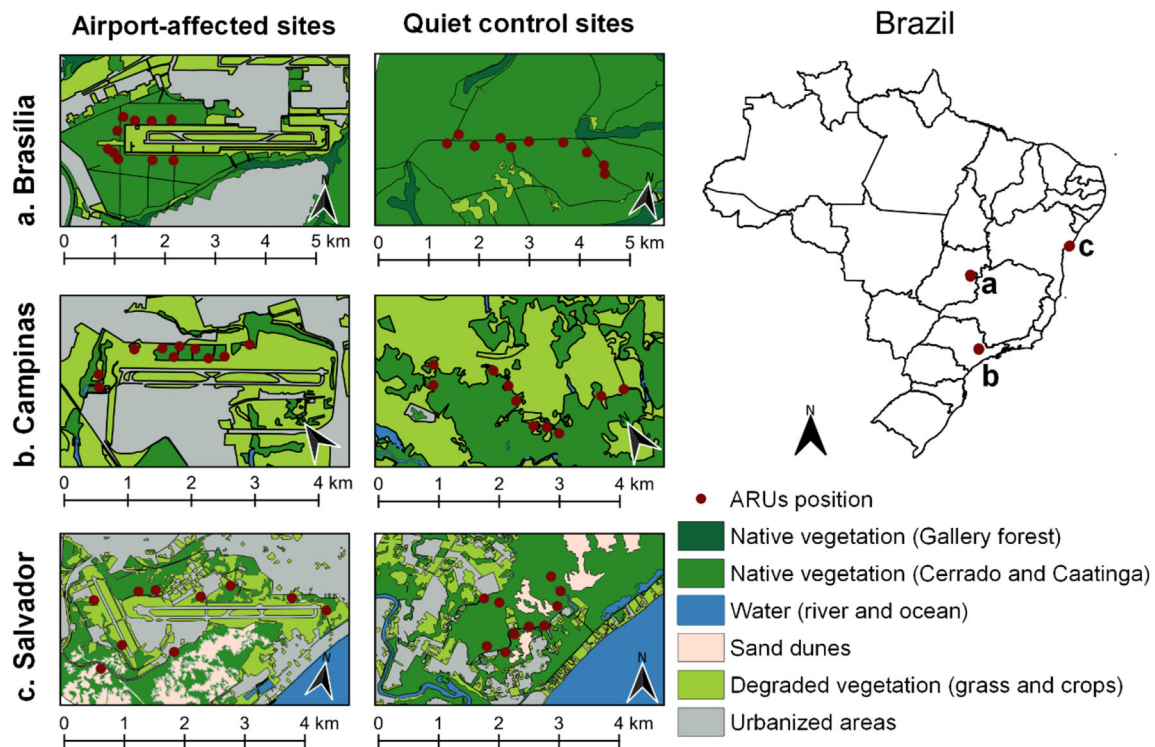 Airport-affected sites
Quiet control sites
Brazil
a. Brasília
N
N
0 1 2 3 4 5 km
0 1 2 3 4 5 km
b. Campinas
N
N
0 1 2 3 4 km
0 1 2 3 4 km
c. Salvador
N
N
0 1 2 3 4 km
0 1 2 3 4 km
c
a
b
N
ARUs position
Native vegetation (Gallery forest)
Native vegetation (Cerrado and Caatinga)
Water (river and ocean)
Sand dunes
Degraded vegetation (grass and crops)
Urbanized areas